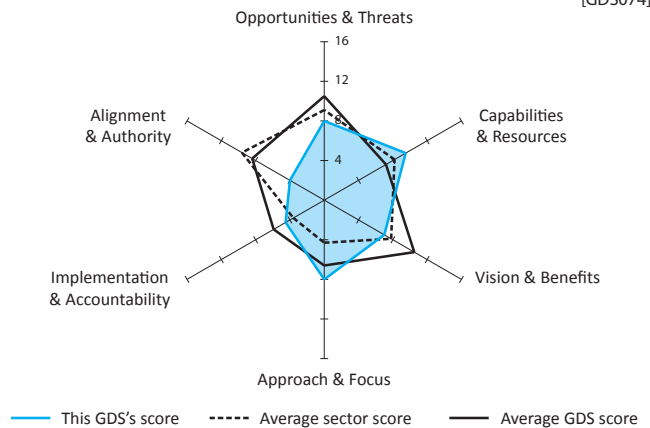 [GDS074]
Opportunities & Threats
16
12
8
4
Alignment
& Authority
Capabilities
& Resources
Implementation
& Accountability
Vision & Benefits
Approach & Focus
This GDS's score
Average sector score
Average GDS score